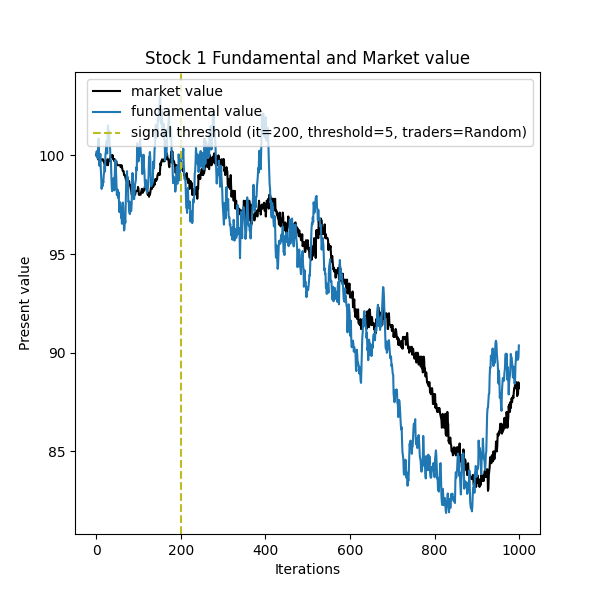 Stock 1 Fundamental and Market value
market value
fundamental value
signal threshold (it=200, threshold=5, traders=Random)
100
95
90
85
Present value
0 200 400 600 800 1000
Iterations